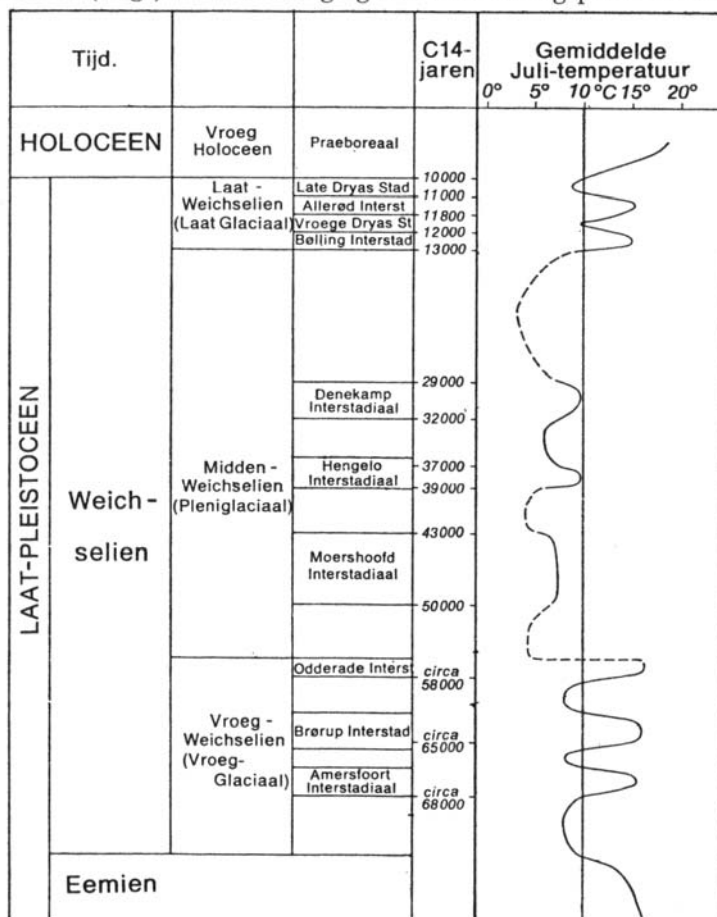 Tijd.
C14-
jaren
Gemiddelde
Juli-temperatuur
0° 5° 10°C 15° 20°
HOLOCEEN
Vroeg
Holoceen
Praeboreaal
10000
LAAT-PLEISTOCEEN
Weich-
selien
Laat -
Weichselien
(Laat Glaciaal)
Late Dryas Stad
11000
Allerød Interst
11800
Vroege Dryas St
12000
Bølling Interstad
13000
29000
Denekamp
Interstadiaal
32000
Midden-
Weichselien
(Pleniglaciaal)
37000
Hengelo
Interstadiaal
39000
43000
Moershoofd
Interstadiaal
50000
Vroeg -
Weichselien
(Vroeg-
Glaciaal)
Odderade Interst
circa
58000
Brørup Interstad
circa
65000
Amersfoort
Interstadiaal
circa
68000
Eemien